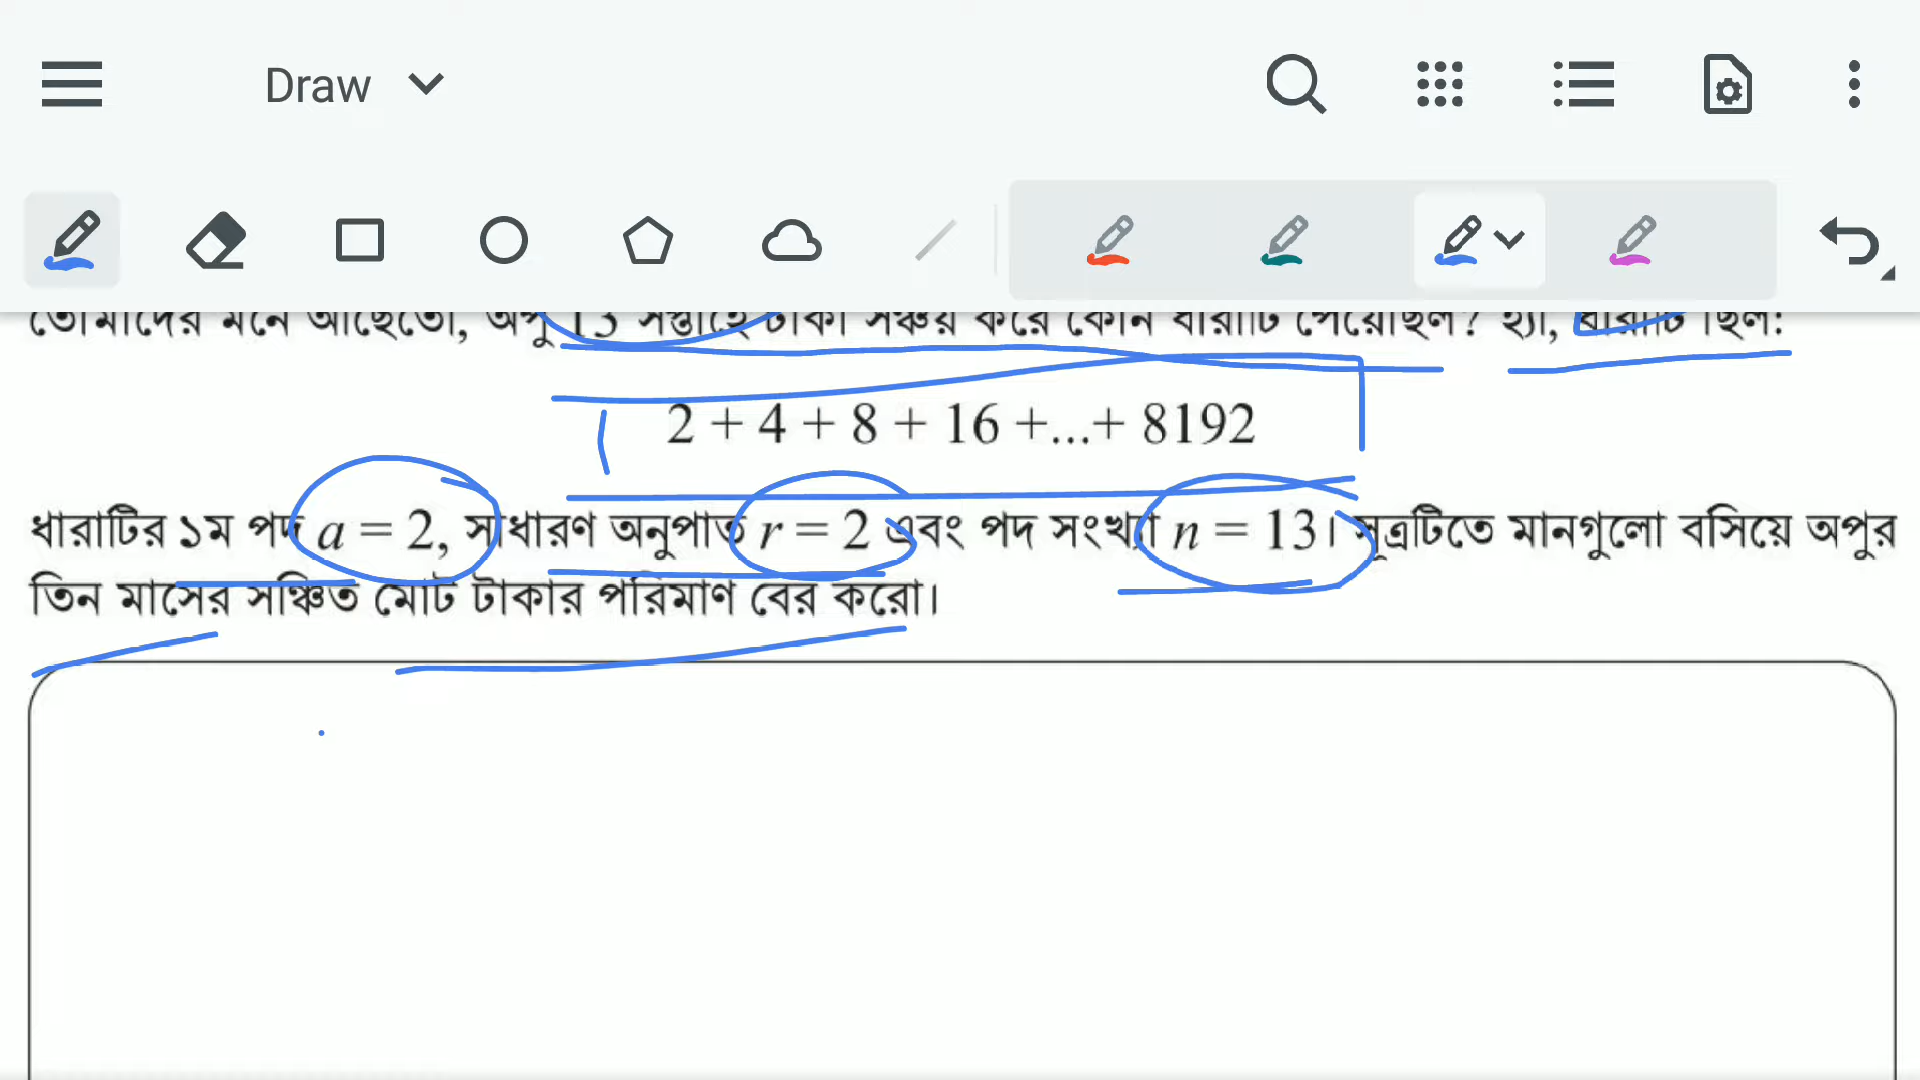 Draw
তোমাদের মনে আছেতো, অপু 13 সপ্তাহে টাকা সঞ্চয় করে কোন ধারাটি পেয়েছিল? হ্যা, ধারাটি ছিল:
2 + 4 + 8 + 16 +...+ 8192
ধারাটির ১ম পদ a = 2, সাধারণ অনুপাত r = 2 এবং পদ সংখ্যা n = 13। সূত্রটিতে মানগুলো বসিয়ে অপুর
তিন মাসের সঞ্চিত মোট টাকার পরিমাণ বের করো।